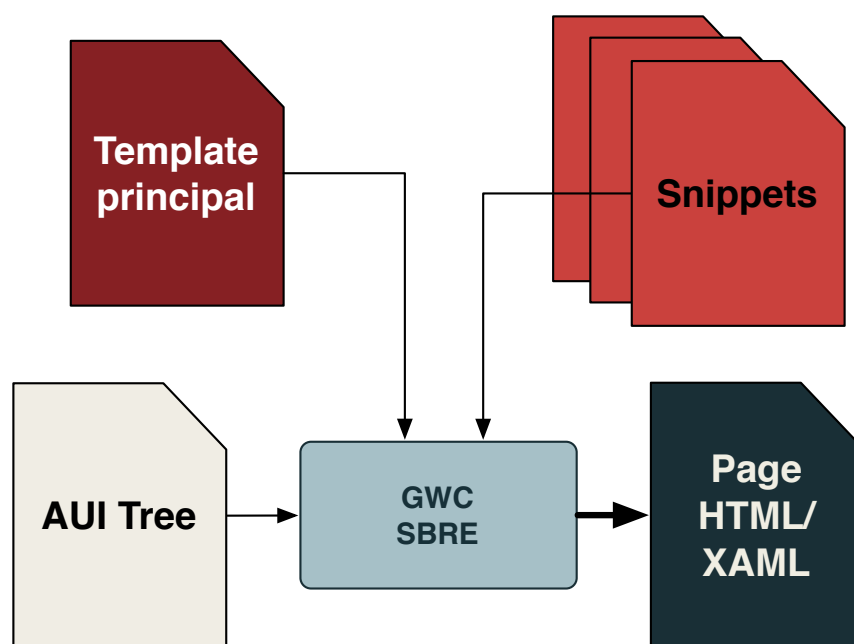 Template
principal
Snippets
AUI Tree
GWC
SBRE
Page
HTML/
XAML